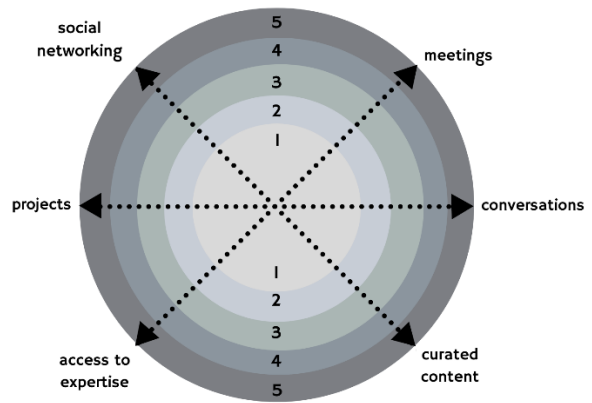 5
social
networking
4
meetings
3
2
1
projects
conversations
1
2
3
access to
expertise
curated
content
4
5